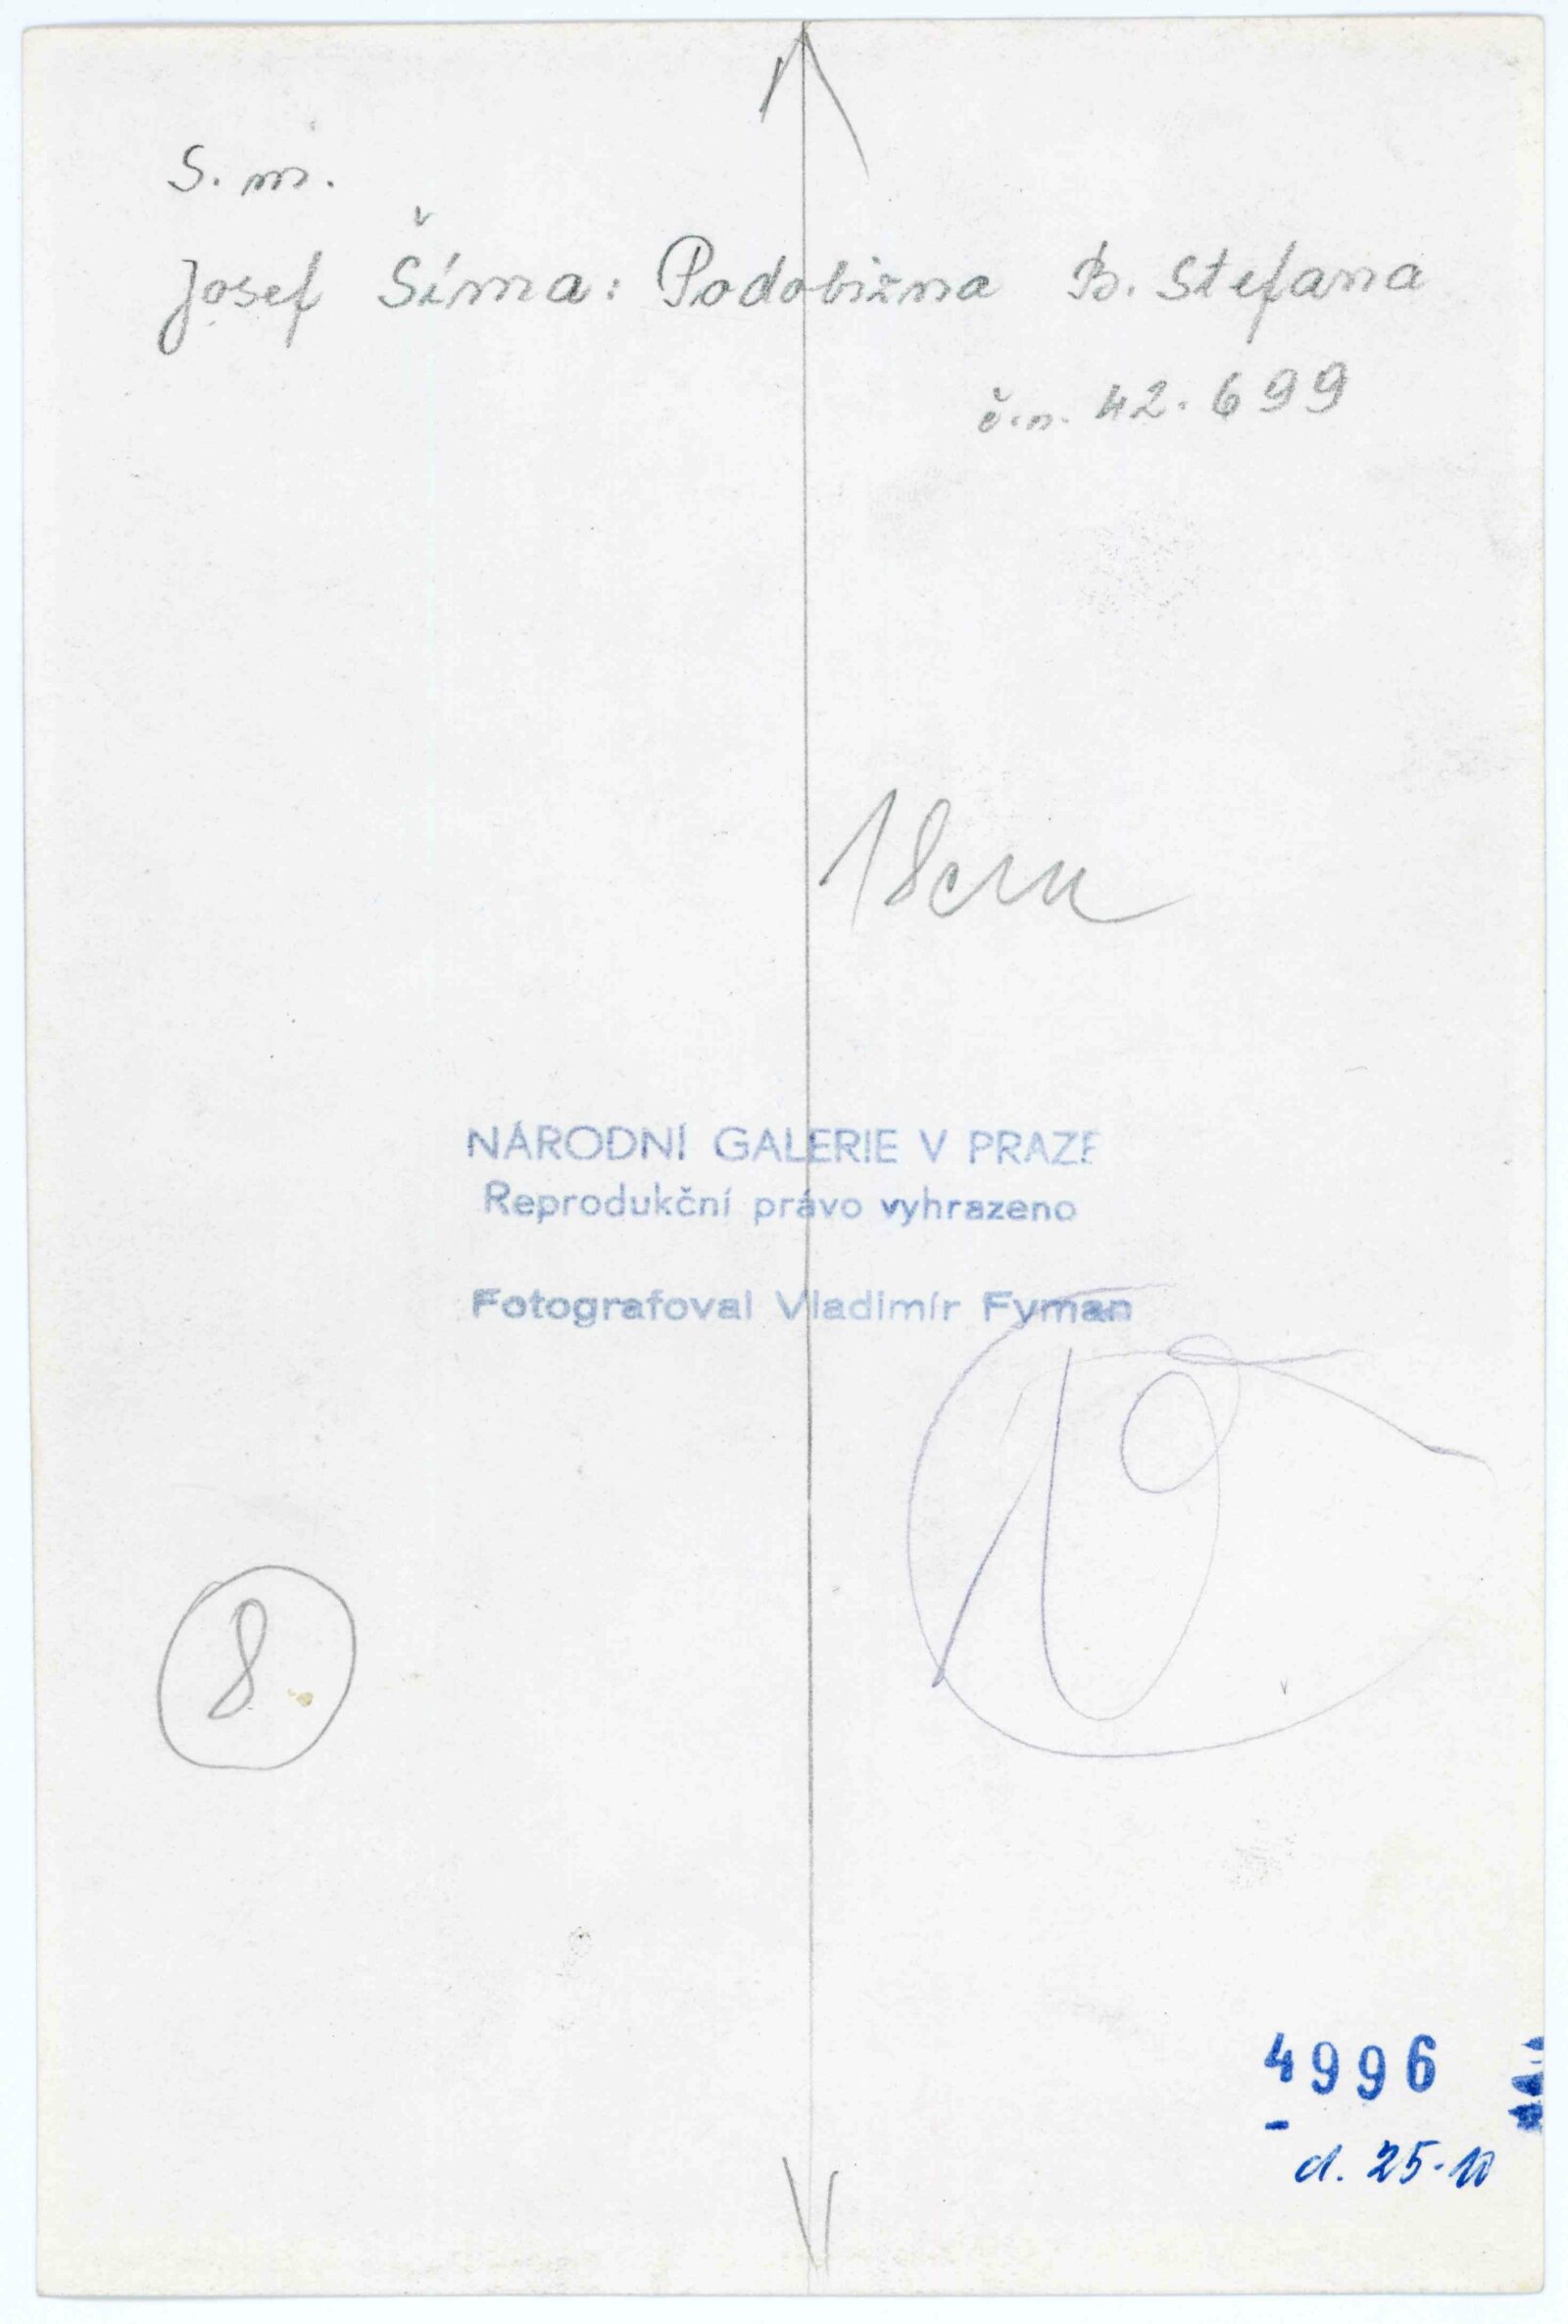 S. m.
Josef Šíma: Podobizna B. Stefana
č.n. 42.699
18cm
NÁRODNÍ GALERIE V PRAZE
Reprodukční právo vyhrazeno
Fotografoval Vladimír Fyman
10
8
4996
d. 25.10